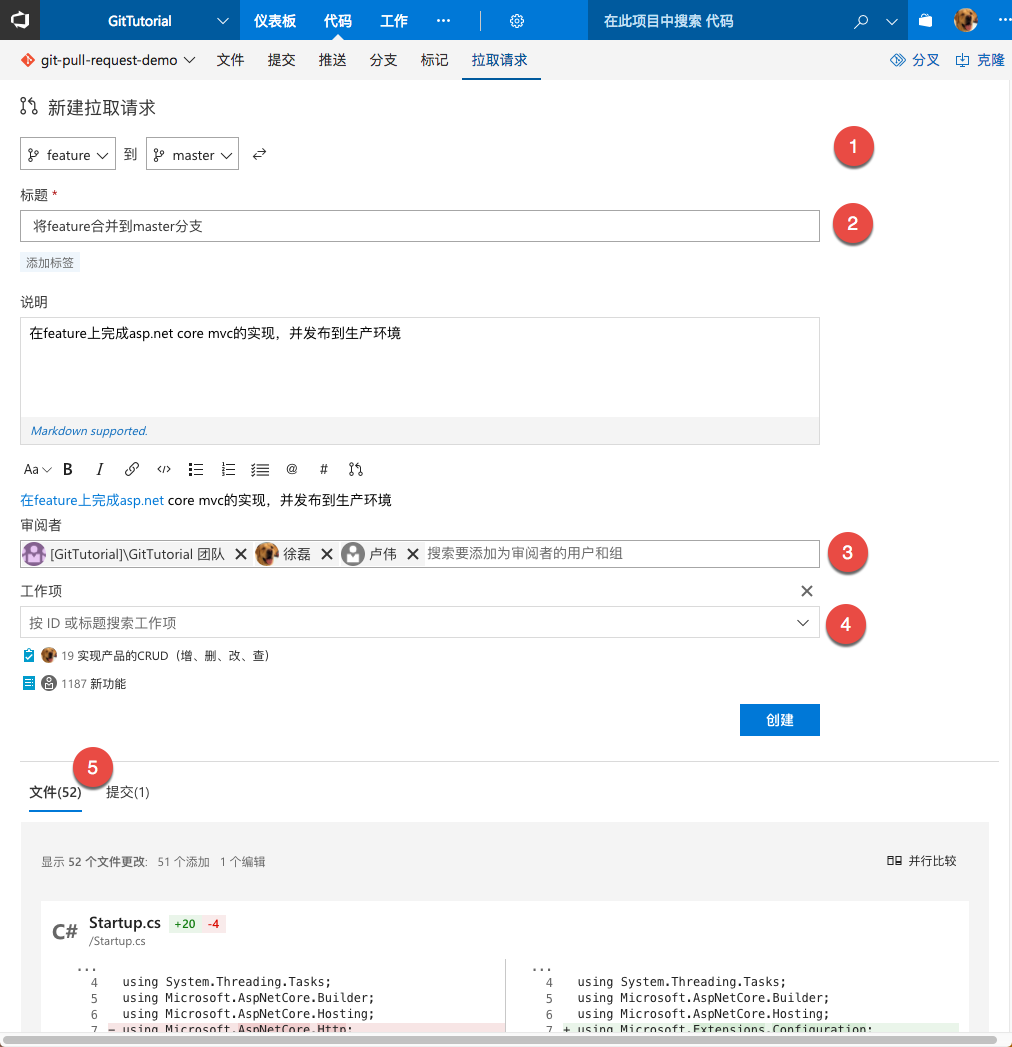 GitTutorial 仪表板 代码 工作 ··· 在此项目中搜索 代码 ···
git-pull-request-demo 文件 提交 推送 分支 标记 拉取请求 分叉 克隆
新建拉取请求
feature 到 master 1
标题 *
将feature合并到master分支 2
添加标签
说明
在feature上完成asp.net core mvc的实现，并发布到生产环境
Markdown supported.
Aa B I </> @ #
在feature上完成asp.net core mvc的实现，并发布到生产环境
审阅者
[GitTutorial]\GitTutorial 团队 徐磊 卢伟 搜索要添加为审阅者的用户和组 3
工作项
按 ID 或标题搜索工作项 4
19 实现产品的CRUD（增、删、改、查）
1187 新功能
创建
5
文件(52) 提交(1)
显示 52 个文件更改: 51 个添加 1 个编辑 并行比较
C# Startup.cs +20 -4
/Startup.cs
... ...
4 using System.Threading.Tasks; 4 using System.Threading.Tasks;
5 using Microsoft.AspNetCore.Builder; 5 using Microsoft.AspNetCore.Builder;
6 using Microsoft.AspNetCore.Hosting; 6 using Microsoft.AspNetCore.Hosting;
7 - using Microsoft.AspNetCore.Http; 7 + using Microsoft.Extensions.Configuration;